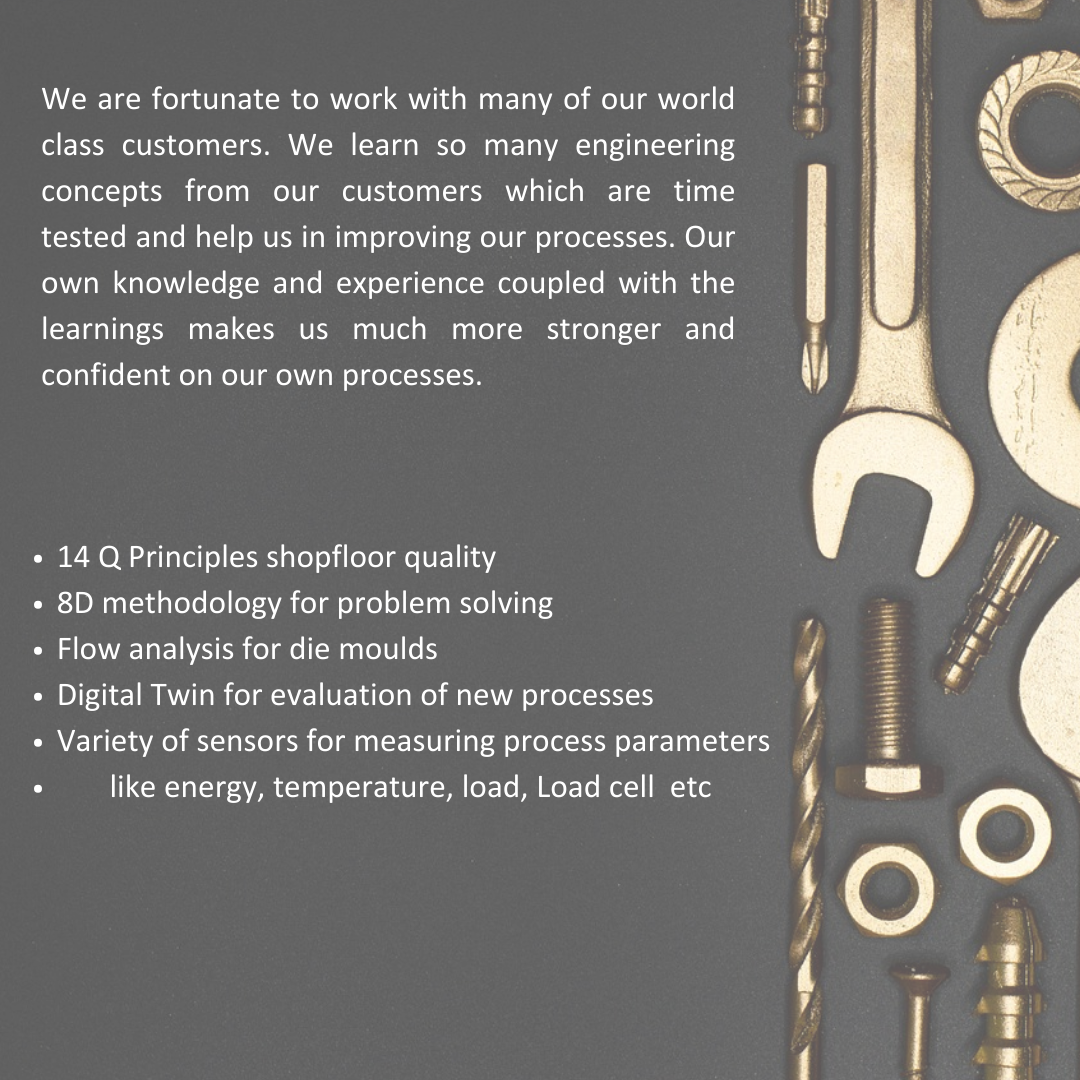 We are fortunate to work with many of our world
class customers. We learn so many engineering
concepts from our customers which are time
tested and help us in improving our processes. Our
own knowledge and experience coupled with the
learnings makes us much more stronger and
confident on our own processes.
• 14 Q Principles shopfloor quality
• 8D methodology for problem solving
• Flow analysis for die moulds
• Digital Twin for evaluation of new processes
• Variety of sensors for measuring process parameters
• like energy, temperature, load, Load cell  etc